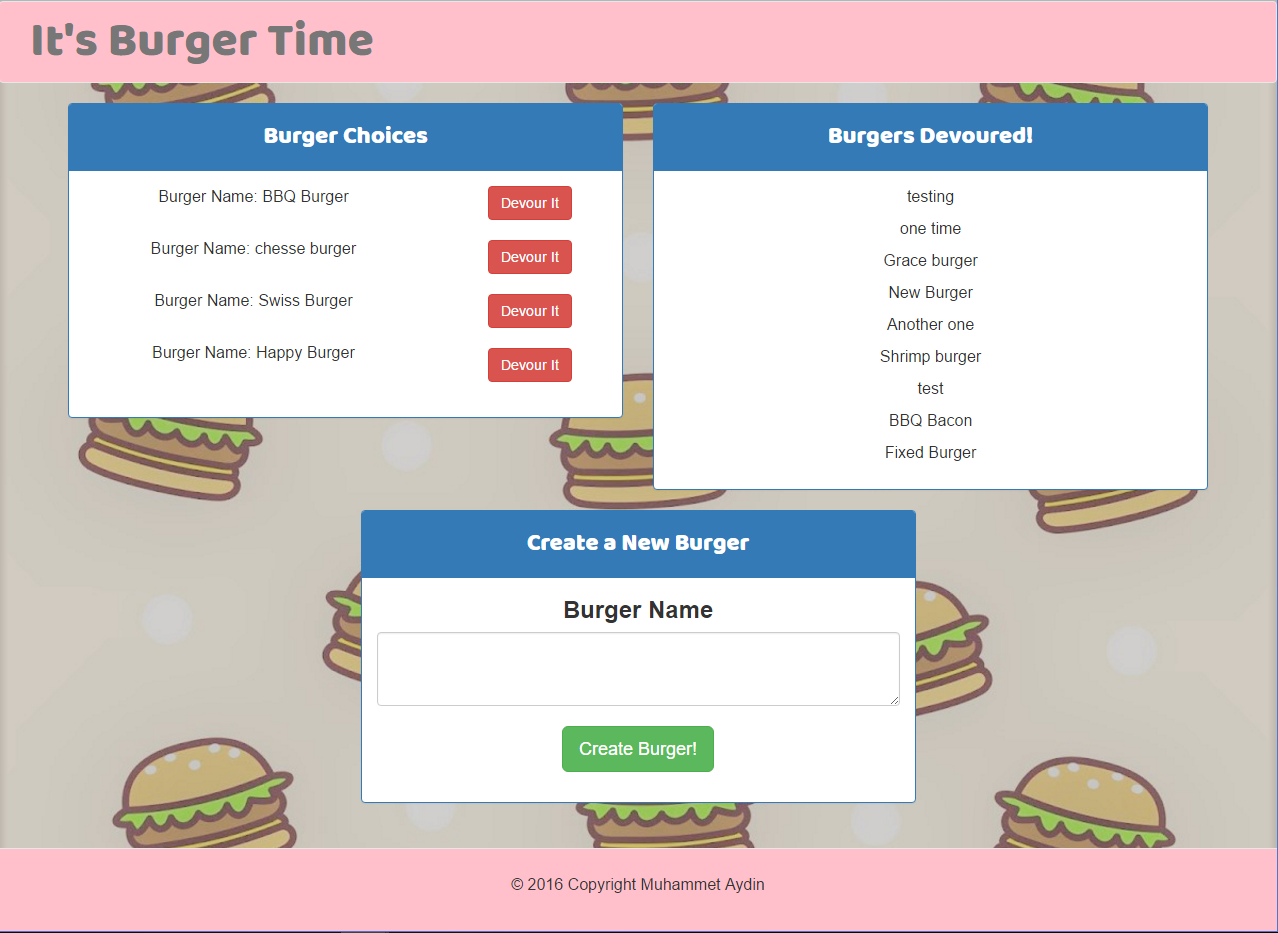 It's Burger Time
Burger Choices
Burger Name: BBQ Burger
Devour It
Burger Name: chesse burger
Devour It
Burger Name: Swiss Burger
Devour It
Burger Name: Happy Burger
Devour It
Burgers Devoured!
testing
one time
Grace burger
New Burger
Another one
Shrimp burger
test
BBQ Bacon
Fixed Burger
Create a New Burger
Burger Name
Create Burger!
© 2016 Copyright Muhammet Aydin